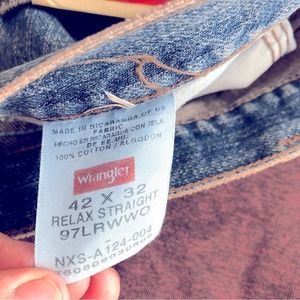 MADE IN NICARAGUA OF US
FABRIC
HECHO EN NICARAGUA CON TELA
DE EE.UU.
100% COTTON / ALGODON
Wrangler
42 X 32
RELAX STRAIGHT
97LRWWO
NXS-A124-004